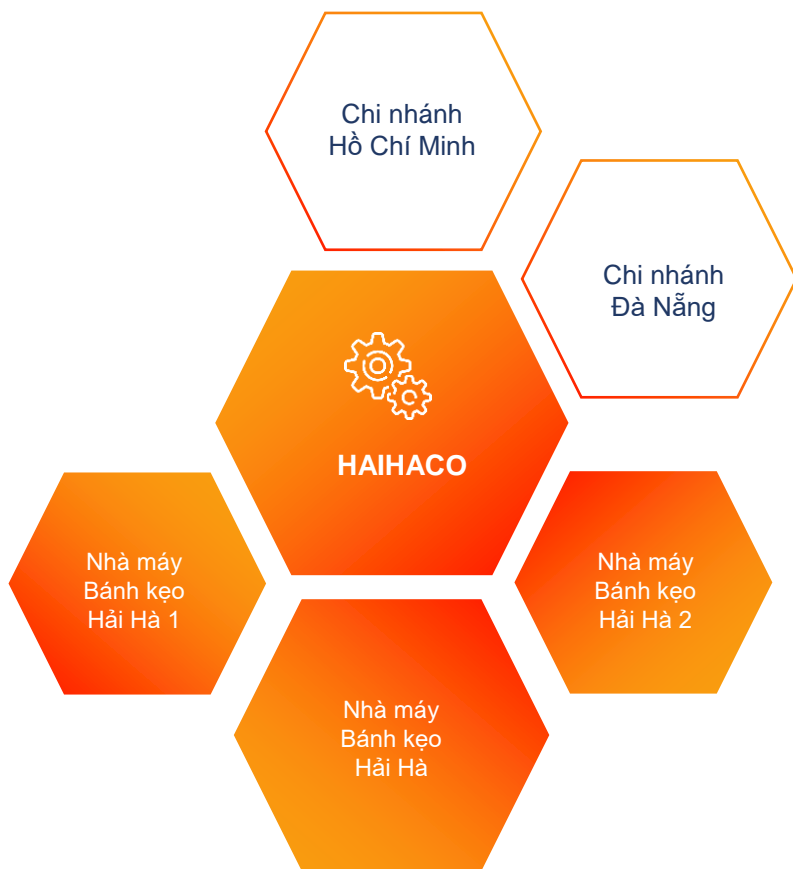 Chi nhánh
Hồ Chí Minh
Chi nhánh
Đà Nẵng
HAIHACO
Nhà máy
Bánh kẹo
Hải Hà 1
Nhà máy
Bánh kẹo
Hải Hà 2
Nhà máy
Bánh kẹo
Hải Hà